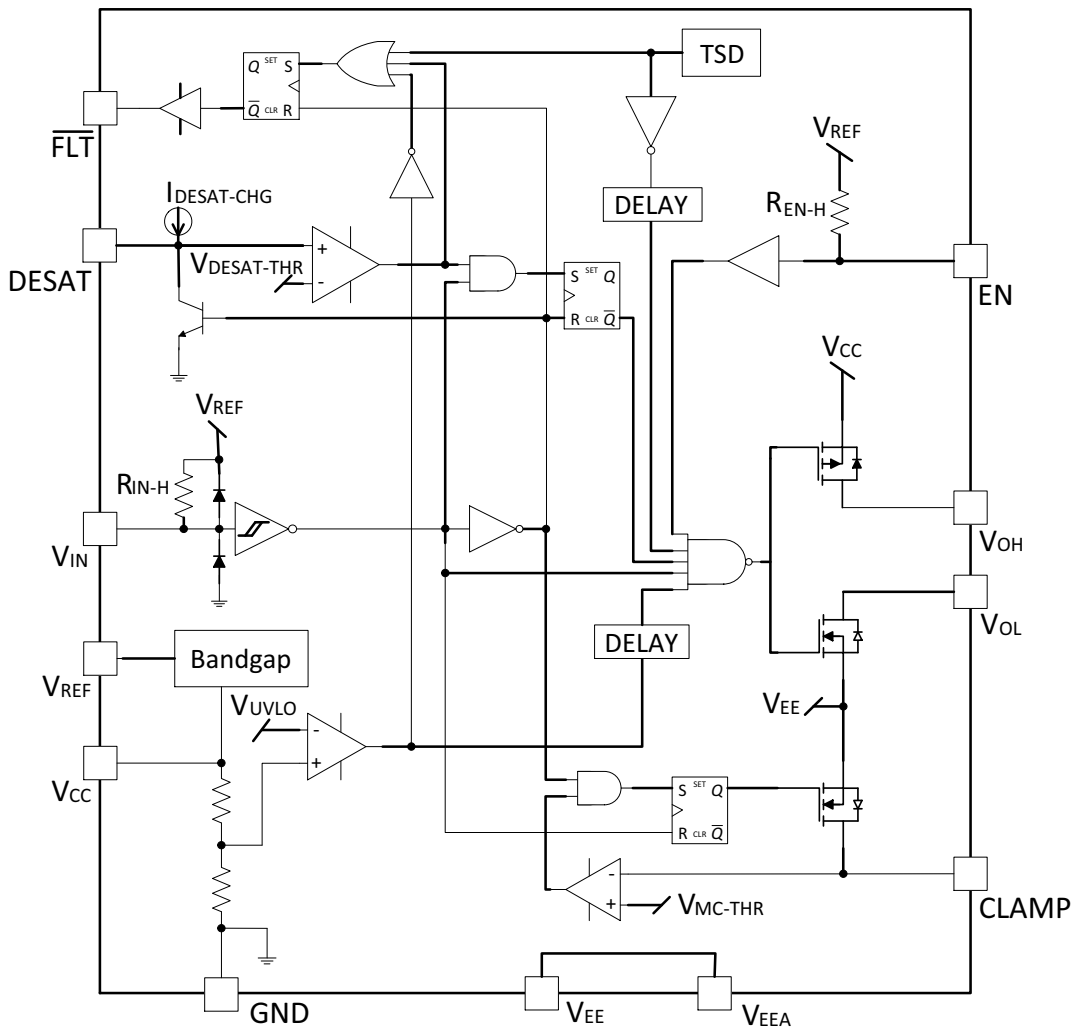 TSD
Q SET S
Q CLR R
FLT
VREF
IDESAT-CHG
DELAY
REN-H
VDESAT-THR
+
-
DESAT
S SET Q
R CLR Q
EN
VCC
VREF
RIN-H
VIN
VOH
DELAY
VOL
VREF
Bandgap
VUVLO
-
+
VEE
VCC
S SET Q
R CLR Q
-
+
VMC-THR
CLAMP
GND
VEE
VEEA